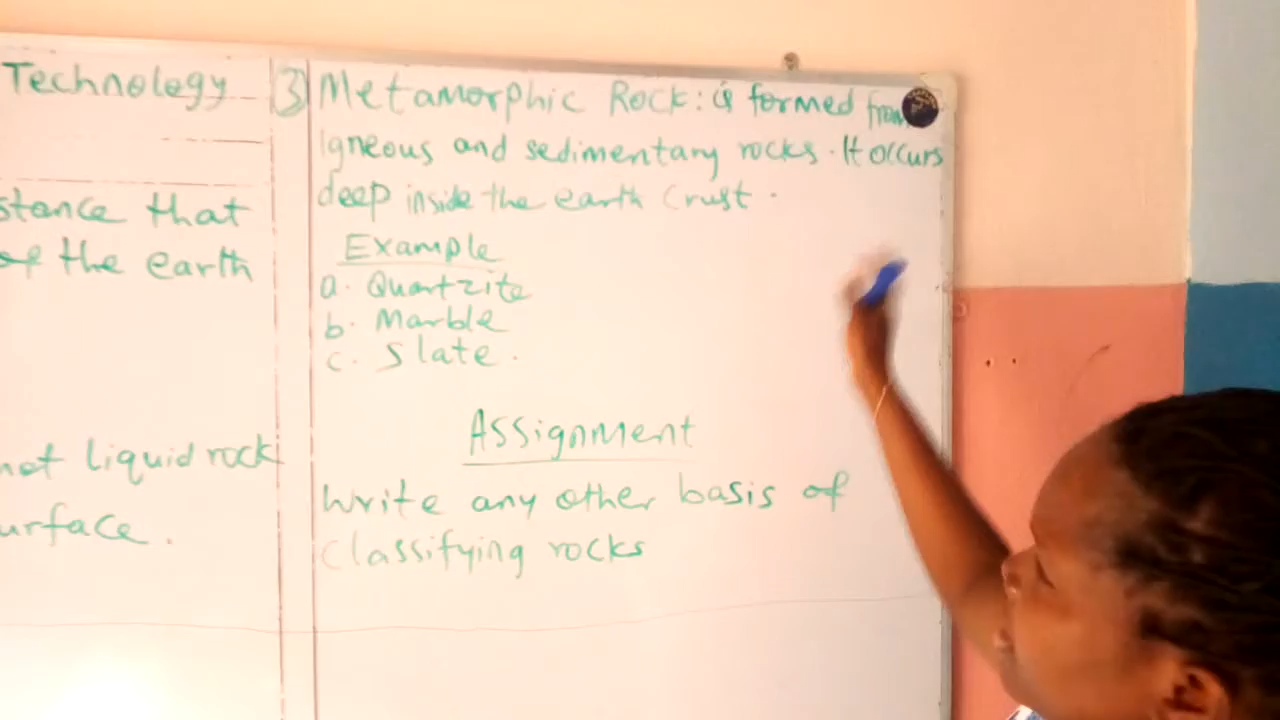 Technology
stance that
of the earth
hot liquid rock
urface.
3 Metamorphic Rock: is formed from
igneous and sedimentary rocks. It occurs
deep inside the earth crust.
Example
a. Quartzite
b. Marble
c. Slate.
Assignment
Write any other basis of
classifying rocks